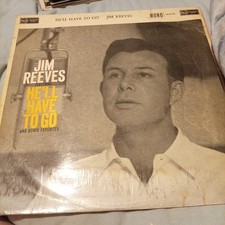 HE'LL HAVE TO GO JIM REEVES MONO
JIM
REEVES
HE'LL
HAVE
TO GO
AND OTHER FAVORITES